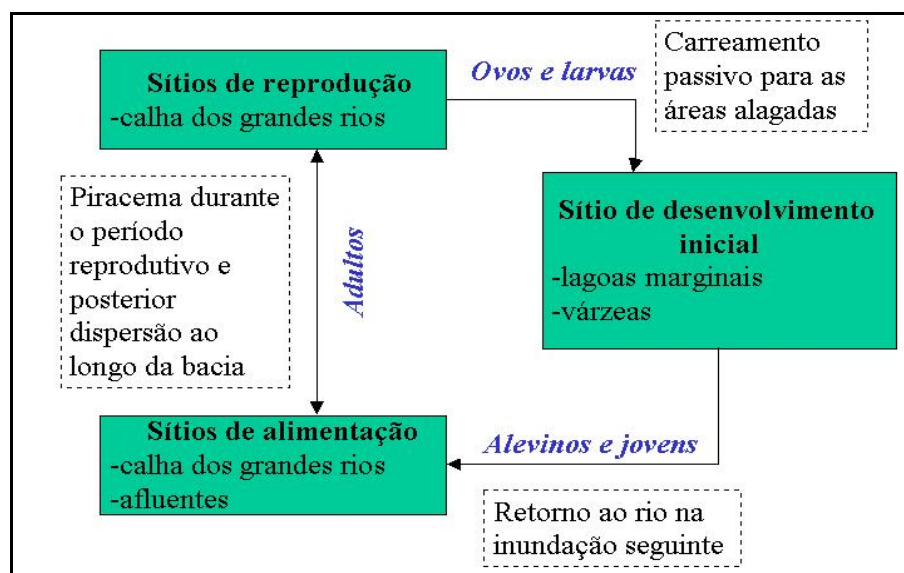 Sítios de reprodução
-calha dos grandes rios
Ovos e larvas
Carreamento
passivo para as
áreas alagadas
Sítio de desenvolvimento
inicial
-lagoas marginais
-várzeas
Piracema durante
o período
reprodutivo e
posterior
dispersão ao
longo da bacia
Adultos
Sítios de alimentação
-calha dos grandes rios
-afluentes
Alevinos e jovens
Retorno ao rio na
inundação seguinte